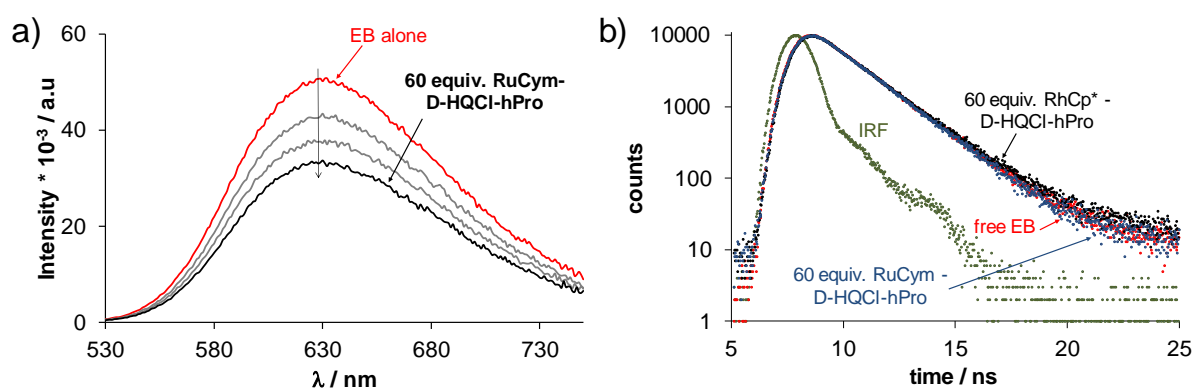 a)
60
40
20
0
530
580
630
680
730
Intensity * 10⁻³ / a.u
λ / nm
EB alone
60 equiv. RuCym-
D-HQCl-hPro
b)
10000
1000
100
10
1
5
10
15
20
25
counts
time / ns
IRF
60 equiv. RhCp* -
D-HQCl-hPro
free EB
60 equiv. RuCym -
D-HQCl-hPro